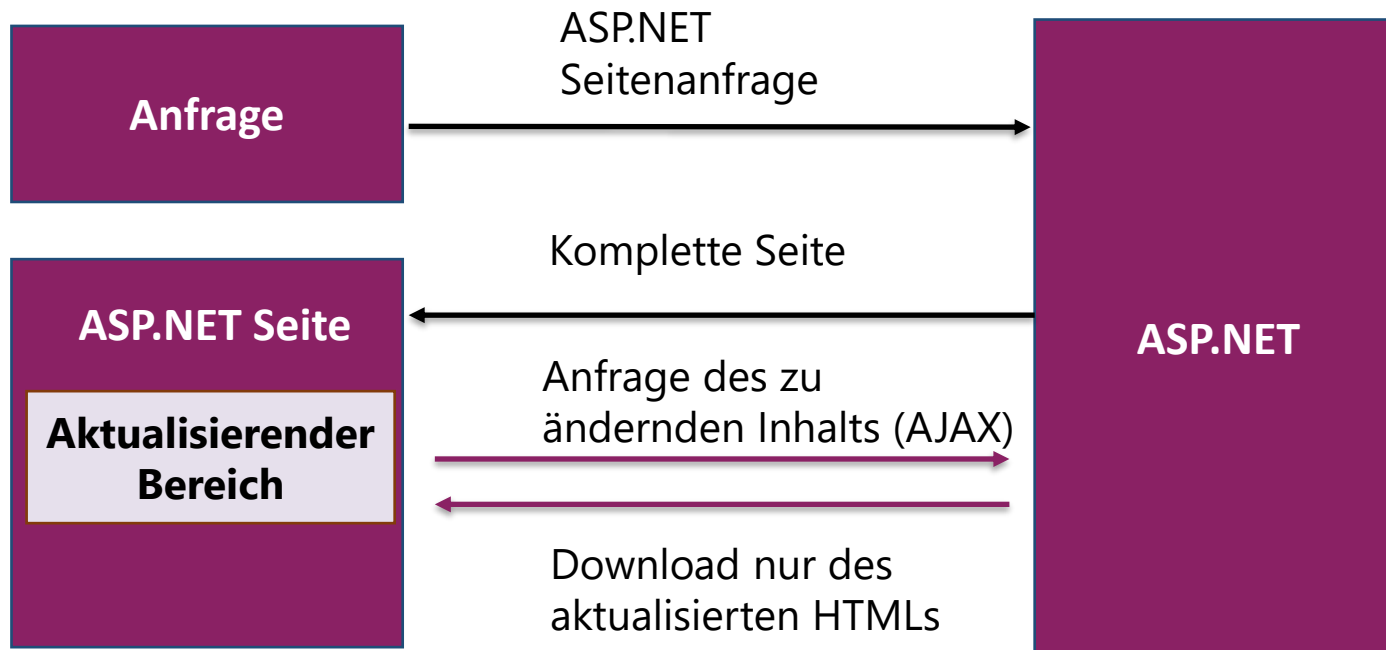 ASP.NET
Seitenanfrage
Anfrage
Komplette Seite
ASP.NET Seite
ASP.NET
Anfrage des zu
ändernden Inhalts (AJAX)
Aktualisierender
Bereich
Download nur des
aktualisierten HTMLs